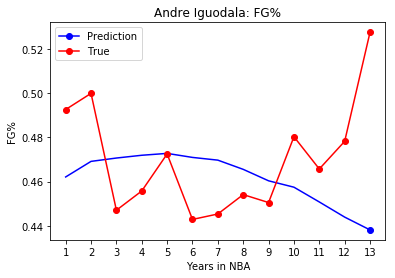 Andre Iguodala: FG%
Prediction
True
FG%
0.52
0.50
0.48
0.46
0.44
1 2 3 4 5 6 7 8 9 10 11 12 13
Years in NBA